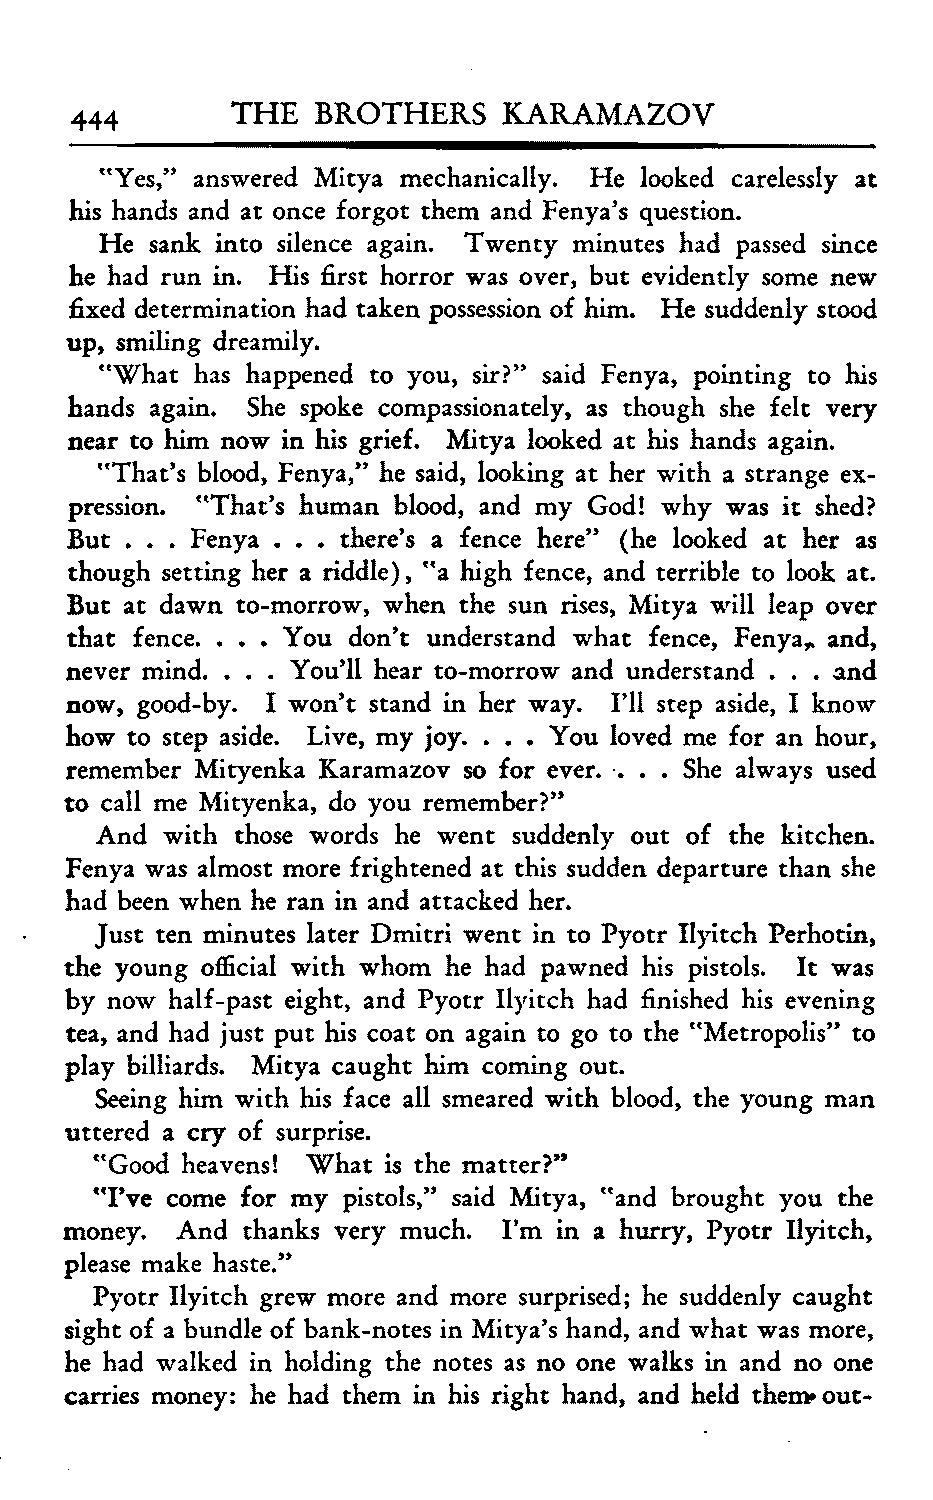 444 THE BROTHERS KARAMAZOV
"Yes," answered Mitya mechanically. He looked carelessly at
his hands and at once forgot them and Fenya's question.
He sank into silence again. Twenty minutes had passed since
he had run in. His first horror was over, but evidently some new
fixed determination had taken possession of him. He suddenly stood
up, smiling dreamily.
"What has happened to you, sir?" said Fenya, pointing to his
hands again. She spoke compassionately, as though she felt very
near to him now in his grief. Mitya looked at his hands again.
"That's blood, Fenya," he said, looking at her with a strange ex-
pression. "That's human blood, and my God! why was it shed?
But . . . Fenya . . . there's a fence here" (he looked at her as
though setting her a riddle), "a high fence, and terrible to look at.
But at dawn to-morrow, when the sun rises, Mitya will leap over
that fence. . . . You don't understand what fence, Fenya, and,
never mind. . . . You'll hear to-morrow and understand . . . and
now, good-by. I won't stand in her way. I'll step aside, I know
how to step aside. Live, my joy. . . . You loved me for an hour,
remember Mityenka Karamazov so for ever. . . . She always used
to call me Mityenka, do you remember?"
And with those words he went suddenly out of the kitchen.
Fenya was almost more frightened at this sudden departure than she
had been when he ran in and attacked her.
Just ten minutes later Dmitri went in to Pyotr Ilyitch Perhotin,
the young official with whom he had pawned his pistols. It was
by now half-past eight, and Pyotr Ilyitch had finished his evening
tea, and had just put his coat on again to go to the "Metropolis" to
play billiards. Mitya caught him coming out.
Seeing him with his face all smeared with blood, the young man
uttered a cry of surprise.
"Good heavens! What is the matter?"
"I've come for my pistols," said Mitya, "and brought you the
money. And thanks very much. I'm in a hurry, Pyotr Ilyitch,
please make haste."
Pyotr Ilyitch grew more and more surprised; he suddenly caught
sight of a bundle of bank-notes in Mitya's hand, and what was more,
he had walked in holding the notes as no one walks in and no one
carries money: he had them in his right hand, and held them out-